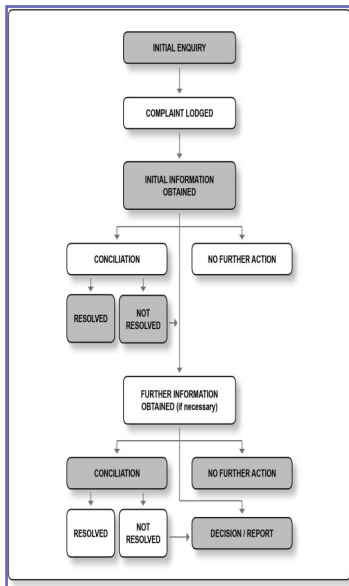 INITIAL ENQUIRY
COMPLAINT LODGED
INITIAL INFORMATION
OBTAINED
CONCILIATION
NO FURTHER ACTION
RESOLVED
NOT
RESOLVED
FURTHER INFORMATION
OBTAINED (if necessary)
CONCILIATION
NO FURTHER ACTION
RESOLVED
NOT
RESOLVED
DECISION / REPORT